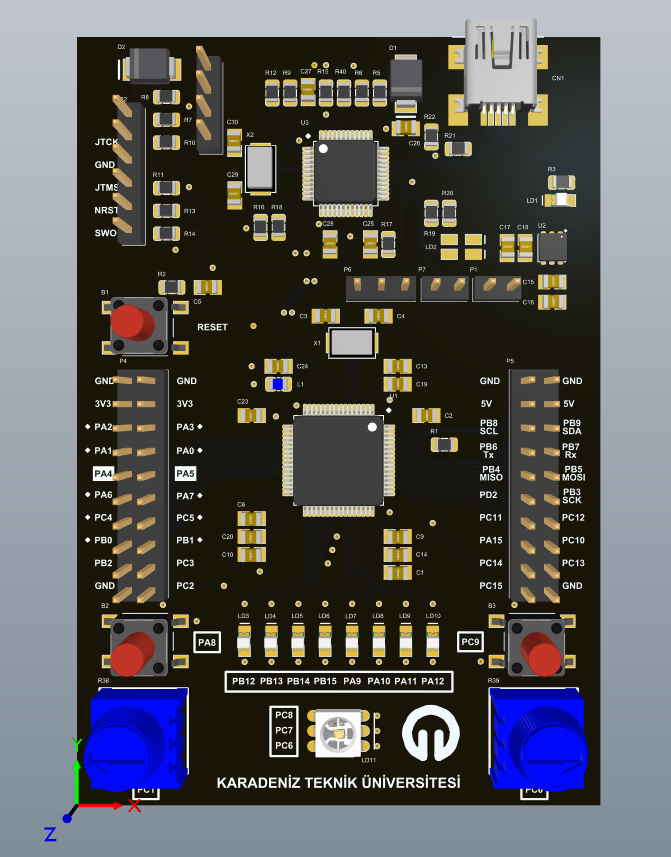 D2
D1
CN1
R12 R9 C27 R15 R40 R6 R5
R8
R7
R10
C30
X2
U3
C26
R22
R21
JTCK
GND
JTMS
NRST
SWO
R11
R13
R14
C29
R16 R18
C28
C25 R17
R20
R19
LD2
R3
LD1
C17 C18
U2
P6 P7 P1
C15
C16
R2
C5
B1
RESET
C3
C4
X1
C24
L1
C13
C19
U1
C23
C2
R1
P4
GND GND
3V3 3V3
PA2 PA3
PA1 PA0
PA4 PA5
PA6 PA7
PC4 PC5
PB0 PB1
PB2 PC3
GND PC2
P5
GND GND
5V 5V
PB8 SCL PB9 SDA
PB6 Tx PB7 Rx
PB4 MISO PB5 MOSI
PD2 PB3 SCK
PC11 PC12
PA15 PC10
PC14 PC13
PC15 GND
C6
C20
C10
C9
C14
C1
B2
B3
PA8
PC9
LD3 LD4 LD5 LD6 LD7 LD8 LD9 LD10
PB12 PB13 PB14 PB15 PA9 PA10 PA11 PA12
R38
R39
PC8
PC7
PC6
LD11
KARADENİZ TEKNİK ÜNİVERSİTESİ
X
Y
Z